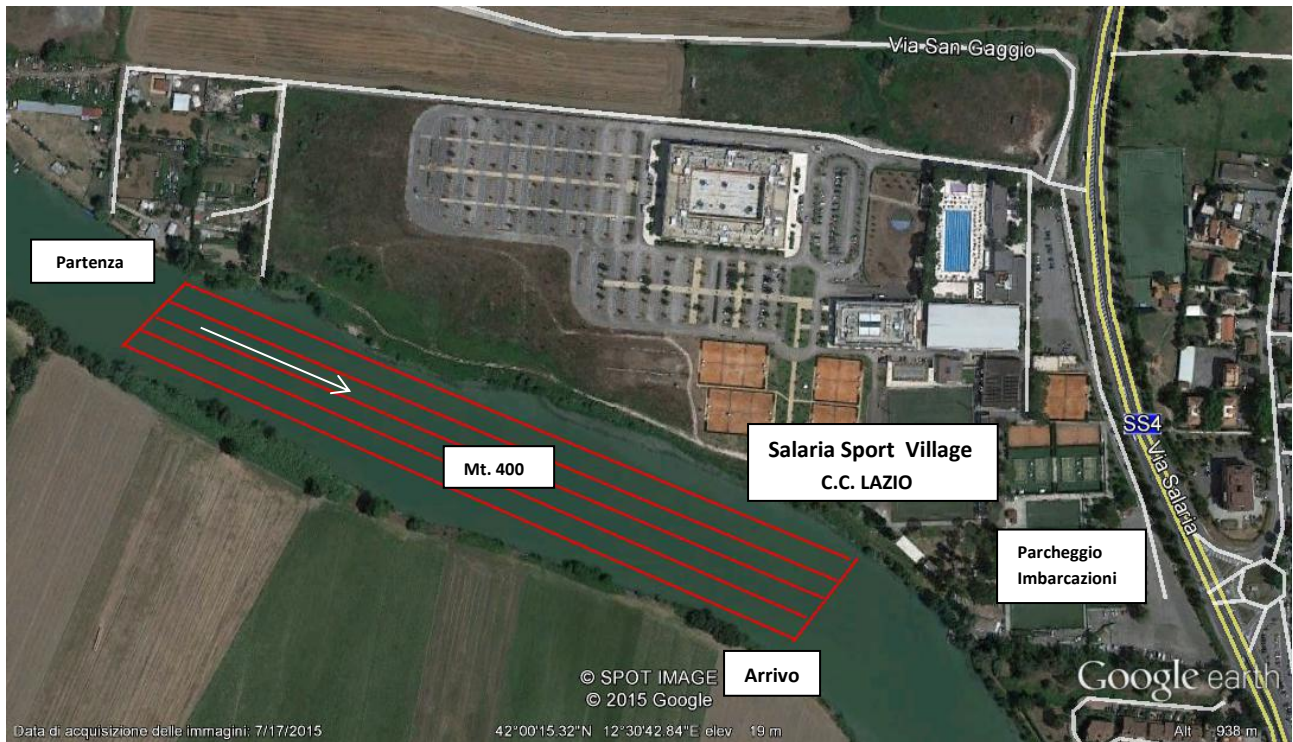 Via San Gaggio
Partenza
Mt. 400
Salaria Sport Village
C.C. LAZIO
SS4
Via Salaria
Parcheggio
Imbarcazioni
Arrivo
© SPOT IMAGE
© 2015 Google
Google earth
Data di acquisizione delle immagini: 7/17/2015 42°00'15.32"N 12°30'42.84"E elev 19 m Alt 938 m